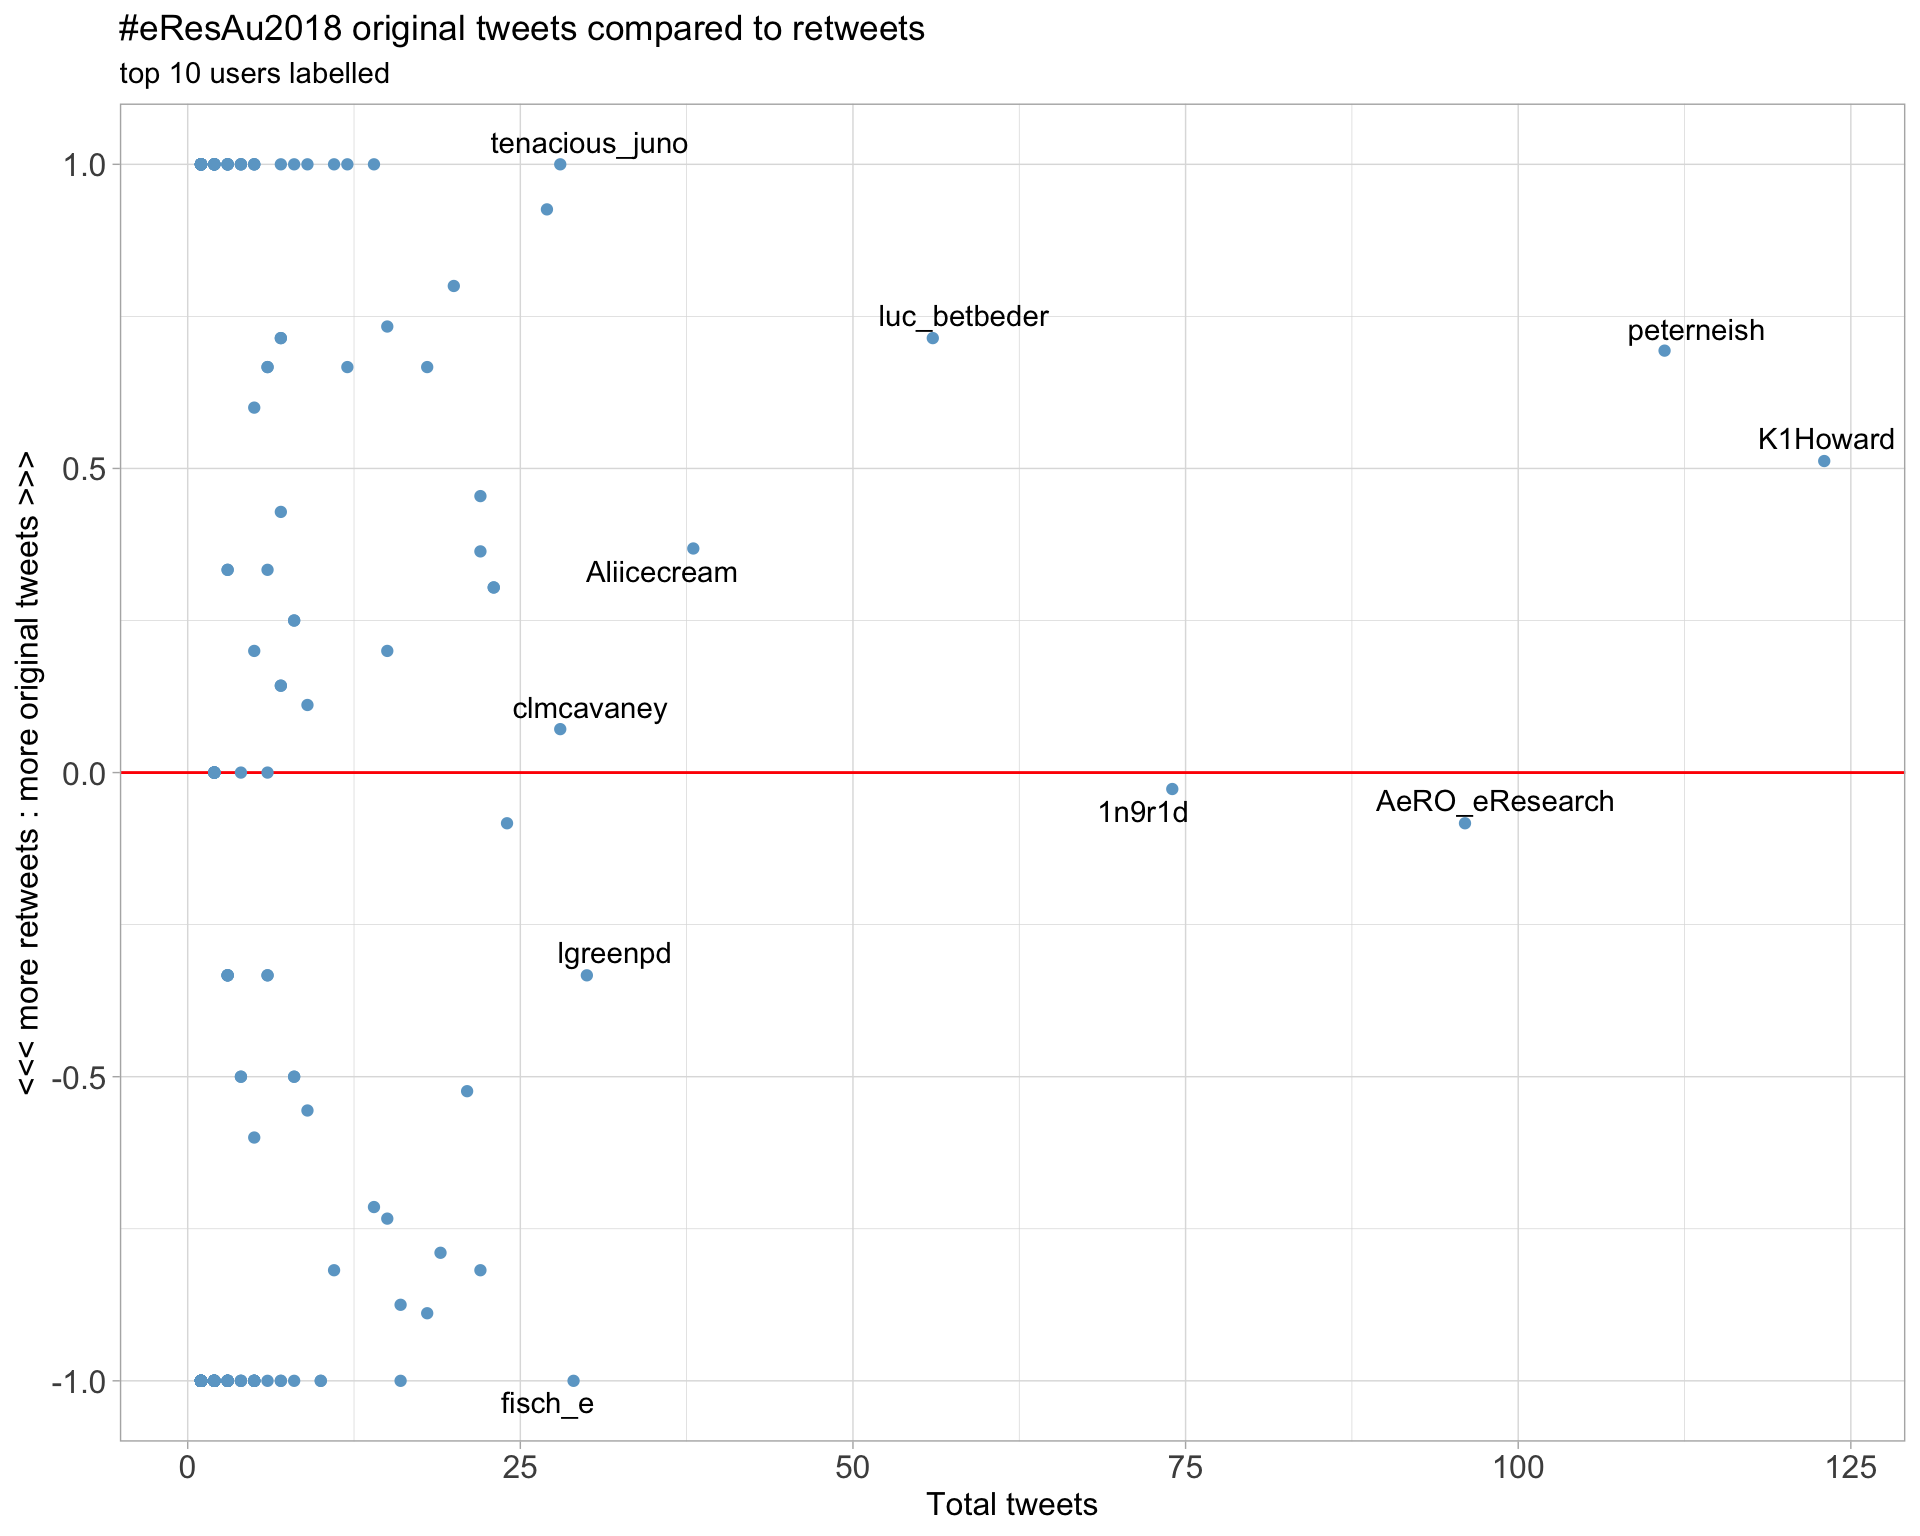 #eResAu2018 original tweets compared to retweets
top 10 users labelled
<<< more retweets : more original tweets >>>
1.0
0.5
0.0
-0.5
-1.0
tenacious_juno
luc_betbeder
peterneish
K1Howard
Aliicecream
clmcavaney
1n9r1d
AeRO_eResearch
lgreenpd
fisch_e
0
25
50
75
100
125
Total tweets